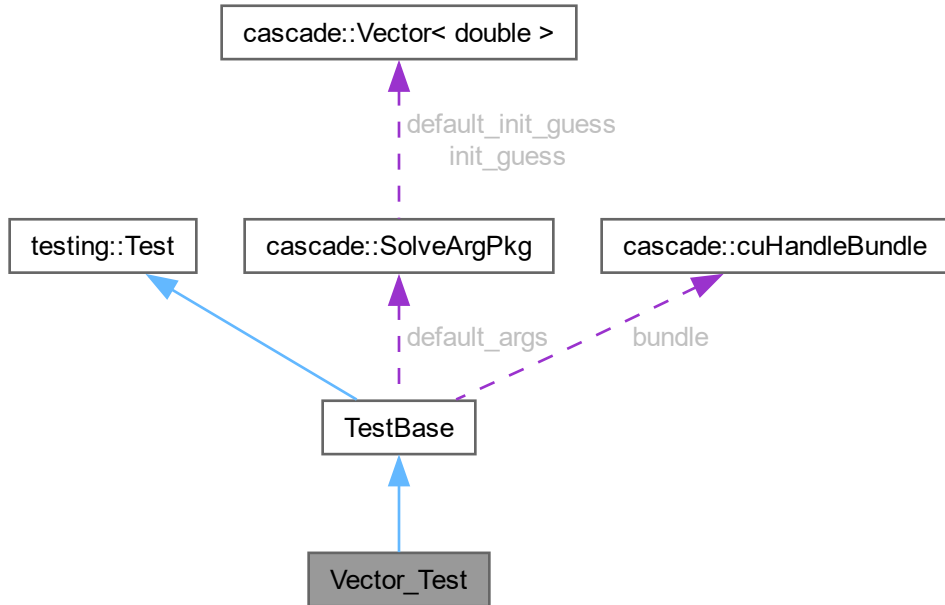 cascade::Vector< double >
default_init_guess
init_guess
testing::Test
cascade::SolveArgPkg
cascade::cuHandleBundle
default_args
bundle
TestBase
Vector_Test